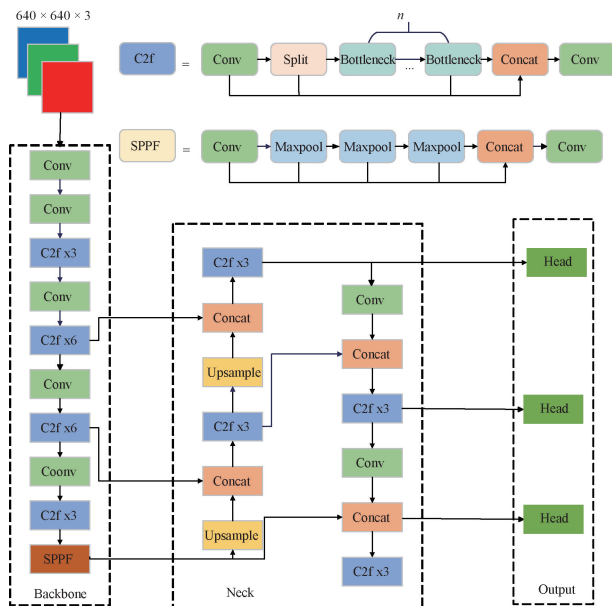 640 × 640 × 3
n
C2f = Conv Split Bottleneck ... Bottleneck Concat Conv
SPPF = Conv Maxpool Maxpool Maxpool Concat Conv
Conv
Conv
C2f x3
Conv
C2f x6
Conv
C2f x6
Coonv
C2f x3
SPPF
Backbone
C2f x3
Concat
Upsample
C2f x3
Concat
Upsample
Neck
Conv
Concat
C2f x3
Conv
Concat
C2f x3
Head
Head
Head
Output